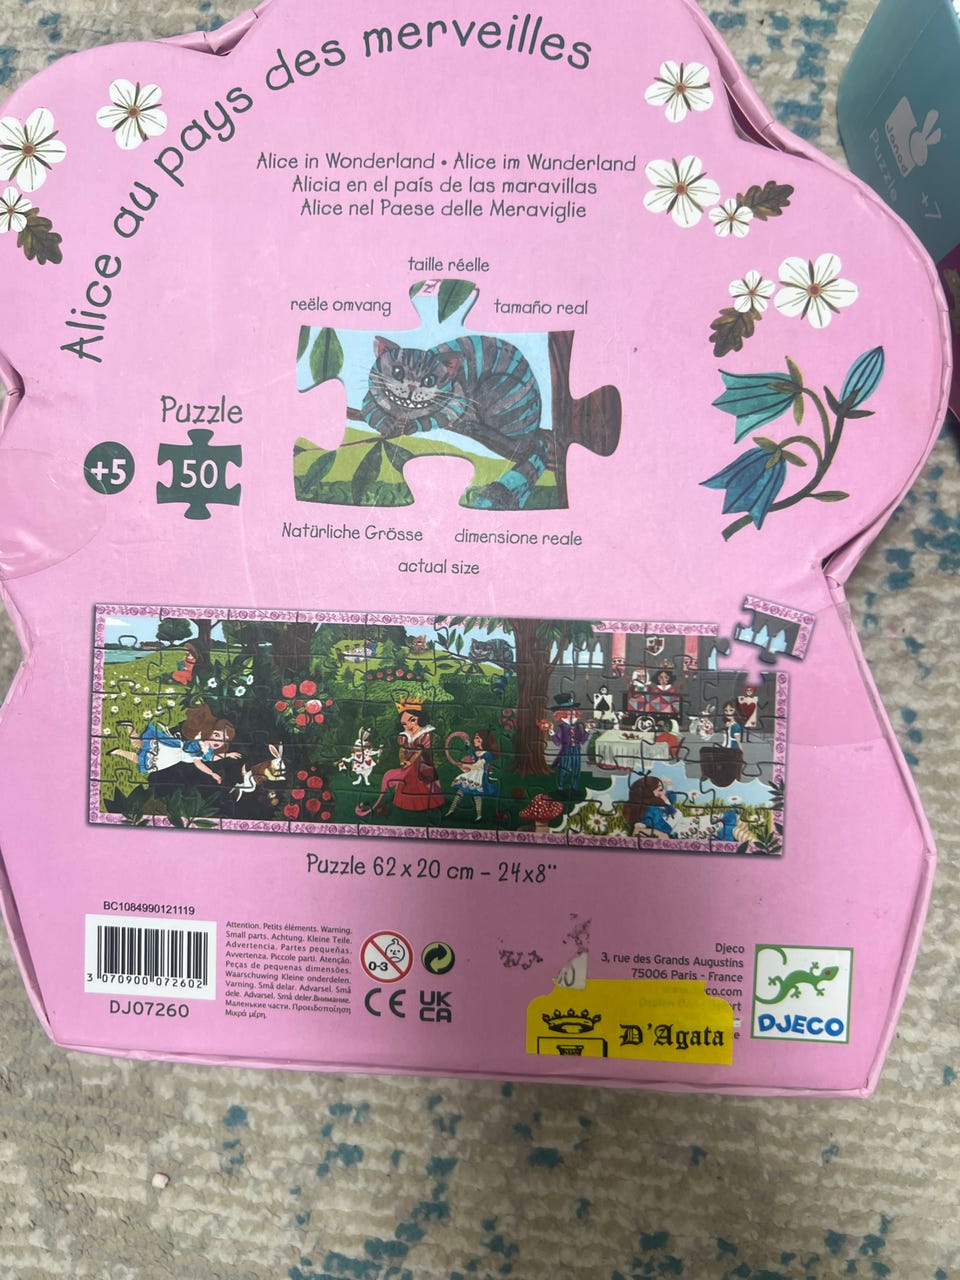 Alice au pays des merveilles
Alice in Wonderland • Alice im Wunderland
Alicia en el país de las maravillas
Alice nel Paese delle Meraviglie
taille réelle
reële omvang
tamaño real
Puzzle
+5
50
Natürliche Grösse
dimensione reale
actual size
Puzzle 62 x 20 cm - 24x8"
BC1084990121119
3 070900 072602
DJ07260
Attention. Petits éléments. Warning.
Small parts. Achtung. Kleine Teile.
Advertencia. Partes pequeñas.
Avvertenza. Piccole parti. Atenção.
Peças de pequenas dimensões.
Waarschuwing Kleine onderdelen.
Varning. Små delar. Advarsel. Små
dele. Advarsel. Små deler.Внимание.
Маленькие части. Προειδοποίηση
Μικρά μέρη.
0-3
CE
UK
CA
Djeco
3, rue des Grands Augustins
75006 Paris - France
D'Agata
DJECO
Janod
Puzzle
+7